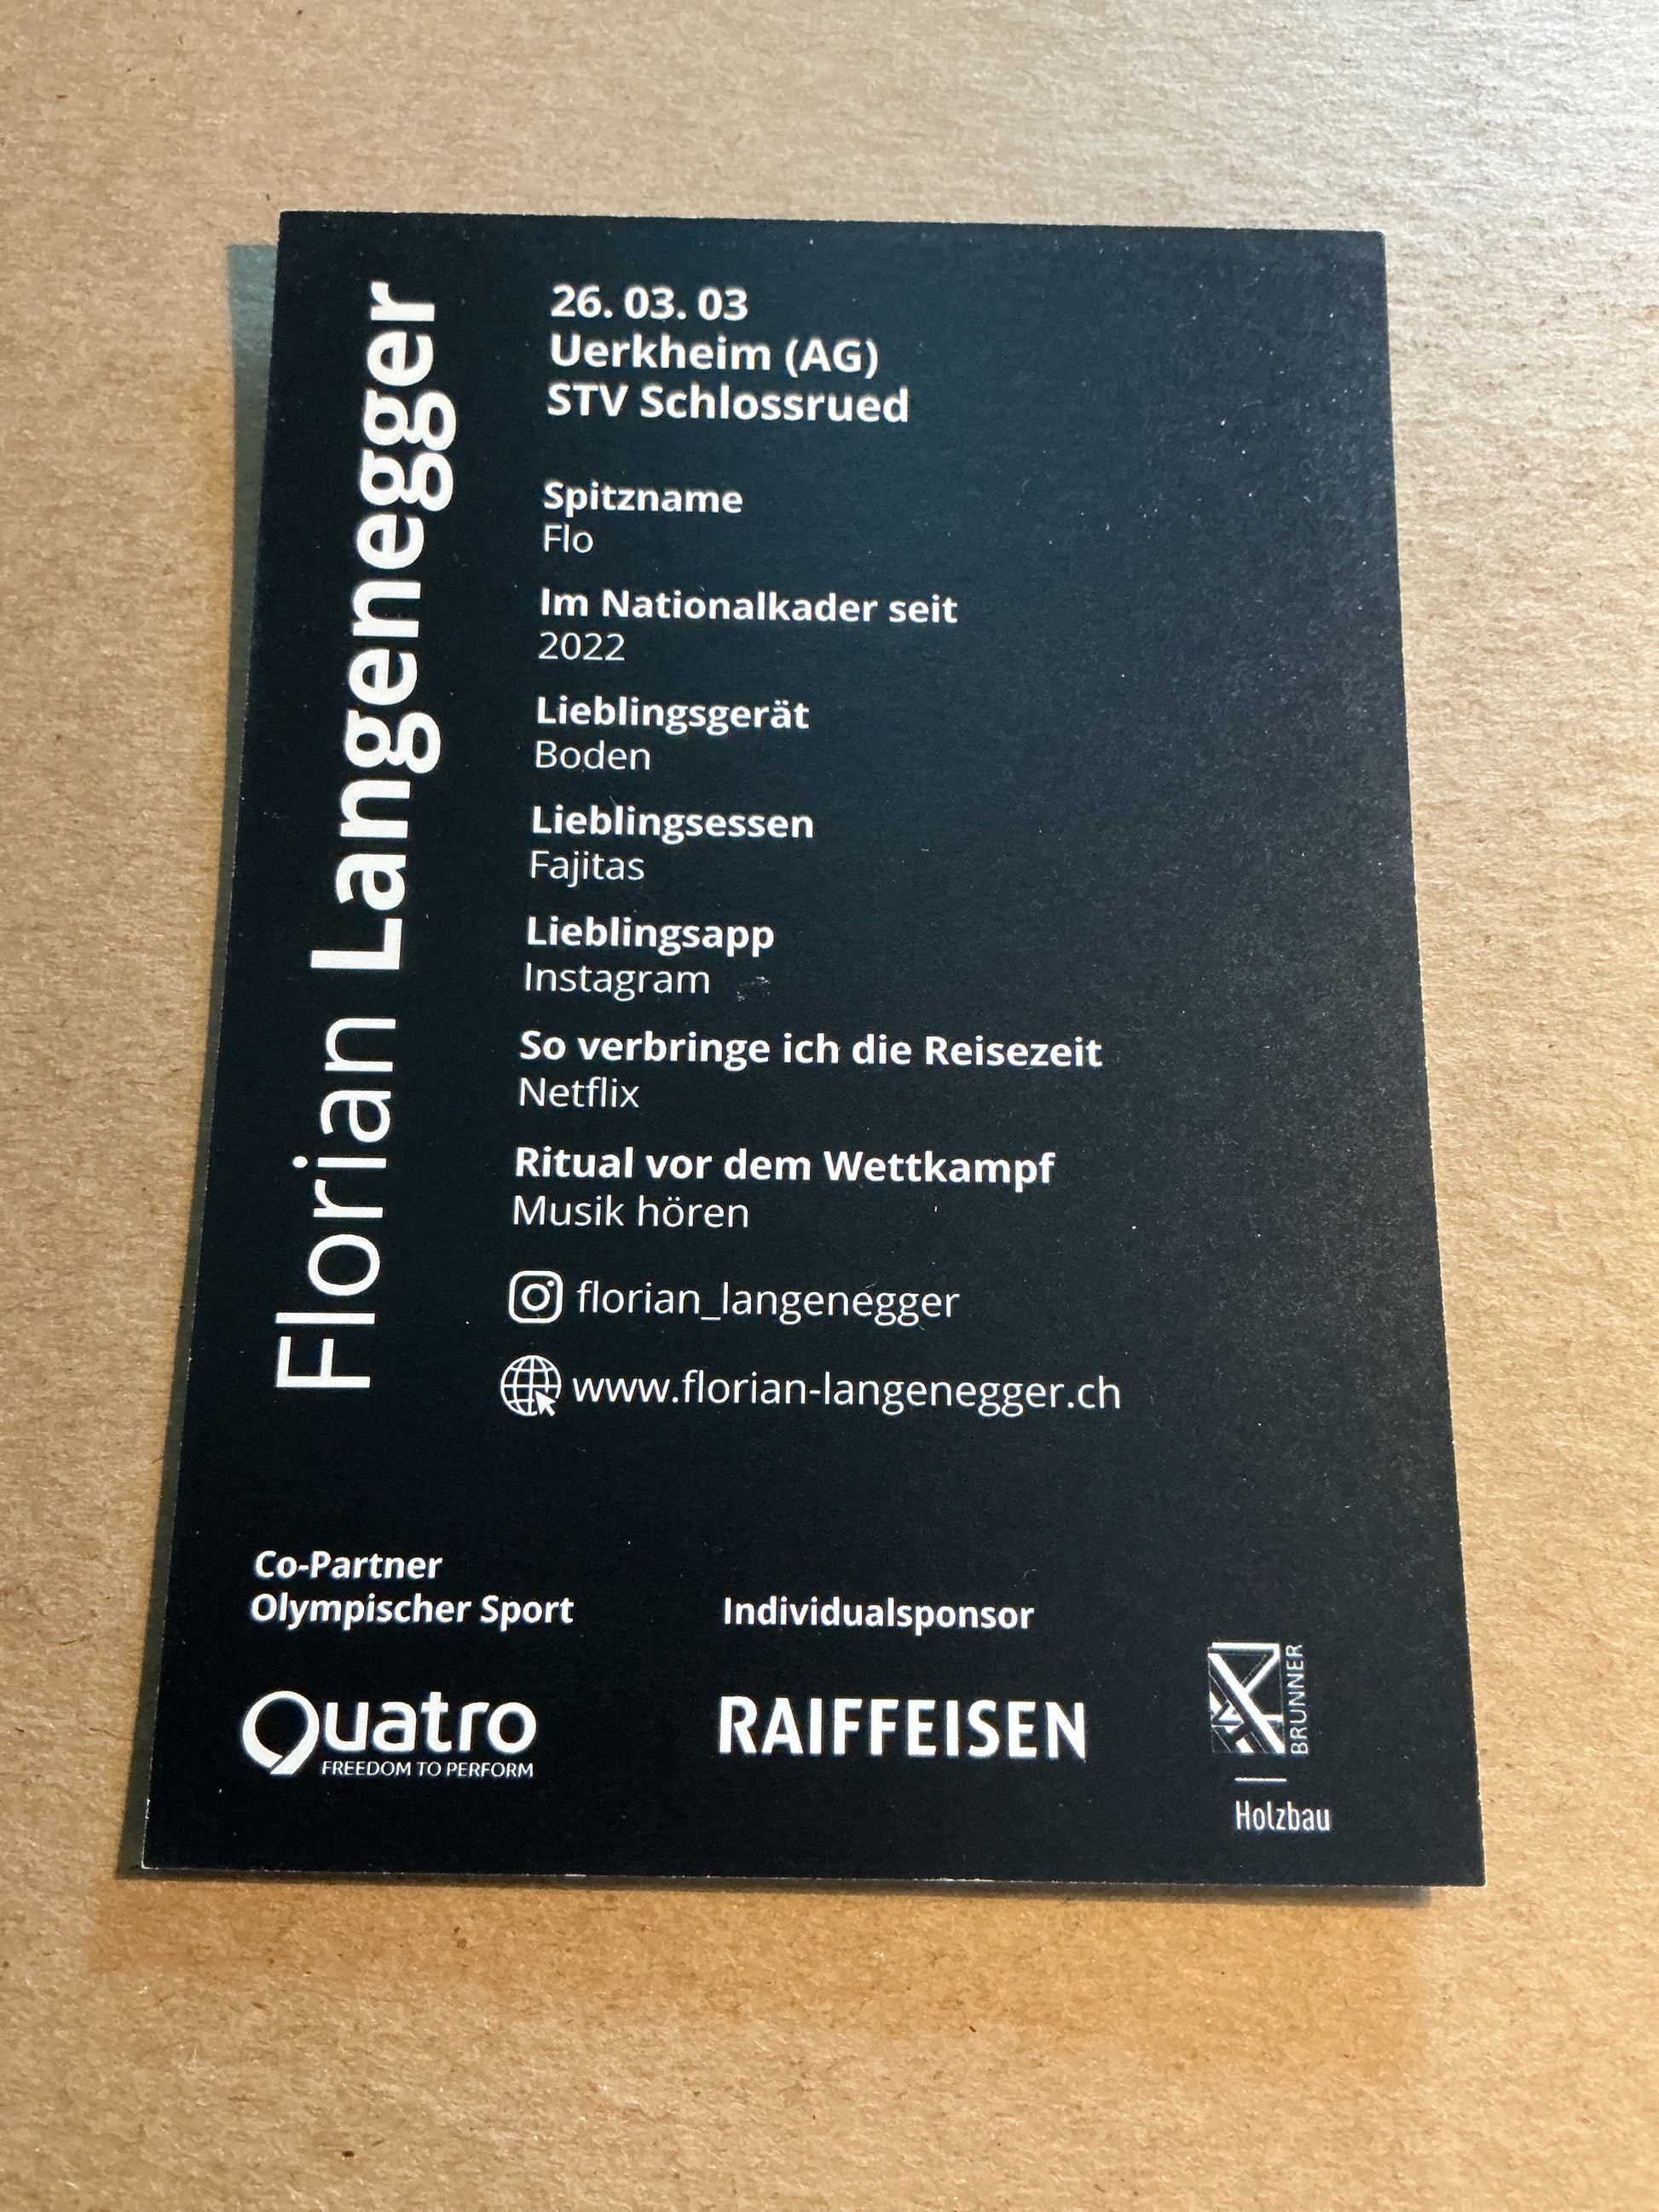 Florian Langenegger
26. 03. 03
Uerkheim (AG)
STV Schlossrued
Spitzname
Flo
Im Nationalkader seit
2022
Lieblingsgerät
Boden
Lieblingsessen
Fajitas
Lieblingsapp
Instagram
So verbringe ich die Reisezeit
Netflix
Ritual vor dem Wettkampf
Musik hören
florian_langenegger
www.florian-langenegger.ch
Co-Partner
Olympischer Sport
Quatro
FREEDOM TO PERFORM
Individualsponsor
RAIFFEISEN
BRUNNER
Holzbau